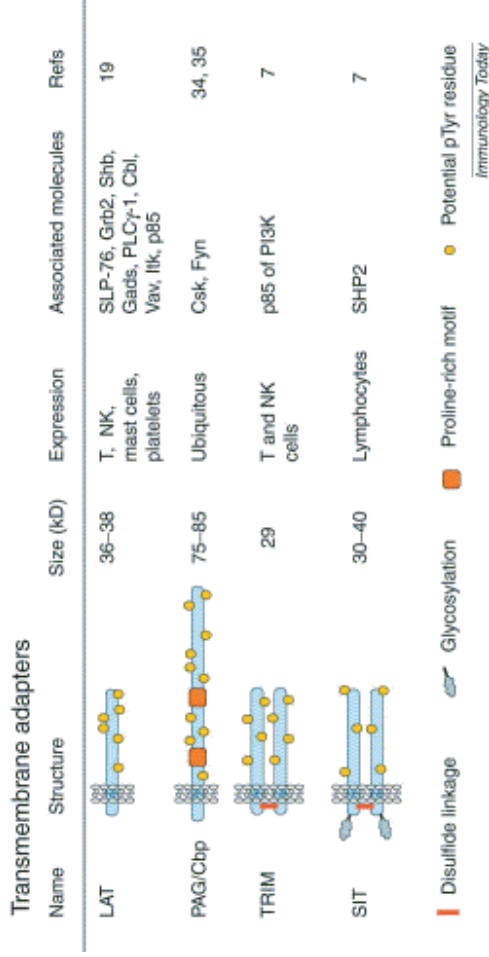 Transmembrane adapters
Name Structure Size (kD) Expression Associated molecules Refs
LAT 36–38 T, NK, SLP-76, Grb2, Shb, 19
mast cells, Gads, PLCγ-1, Cbl,
platelets Vav, Itk, p85
PAG/Cbp 75–85 Ubiquitous Csk, Fyn 34, 35
TRIM 29 T and NK p85 of PI3K 7
cells
SIT 30–40 Lymphocytes SHP2 7
Disulfide linkage Glycosylation Proline-rich motif Potential pTyr residue
Immunology Today